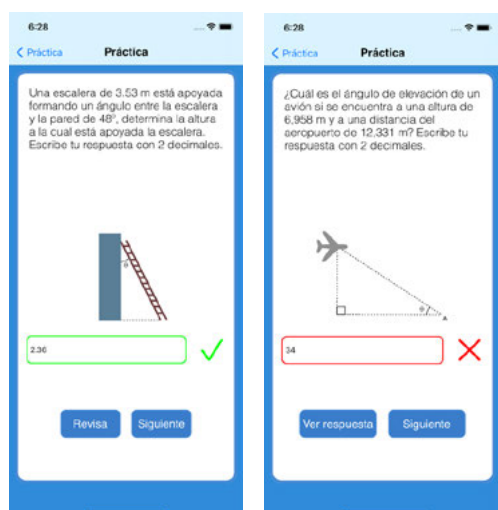 6:28
Práctica
Práctica
Una escalera de 3.53 m está apoyada
formando un ángulo entre la escalera
y la pared de 48º, determina la altura
a la cual está apoyada la escalera.
Escribe tu respuesta con 2 decimales.
θ
2.36
Revisa
Siguiente
6:28
Práctica
Práctica
¿Cuál es el ángulo de elevación de un
avión si se encuentra a una altura de
6,958 m y a una distancia del
aeropuerto de 12,331 m? Escribe tu
respuesta con 2 decimales.
θ
A
34
Ver respuesta
Siguiente